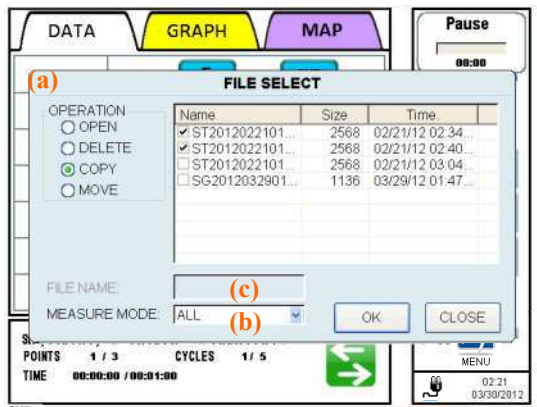 DATA GRAPH MAP
Pause
00:00
(a)
FILE SELECT
OPERATION
OPEN
DELETE
COPY
MOVE
Name Size Time.
ST2012022101... 2568 02/21/12 02:34...
ST2012022101... 2568 02/21/12 02:40...
ST2012022101... 2568 02/21/12 03:04...
SG2012032901... 1136 03/29/12 01:47...
FILE NAME: (c)
MEASURE MODE: ALL (b)
OK CLOSE
POINTS 1 / 3 CYCLES 1/ 5
TIME 00:00:00 /00:01:00
MENU
02:21
03/30/2012